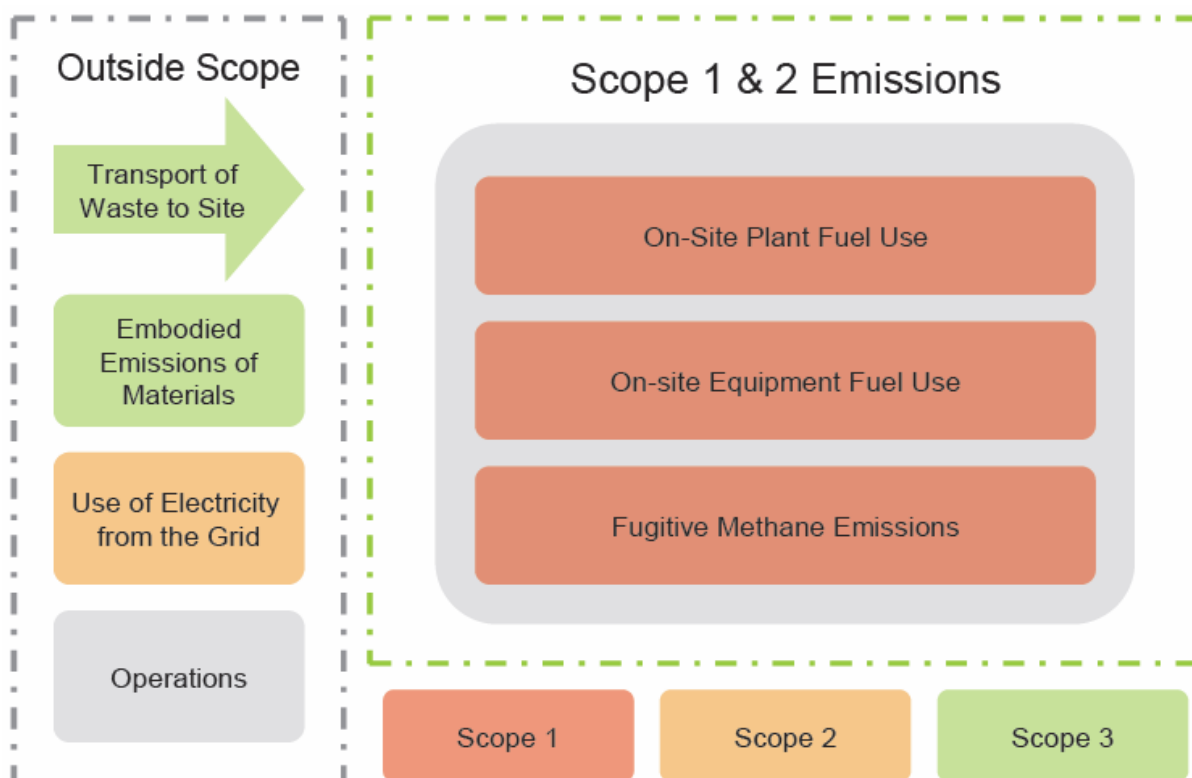 Outside Scope
Transport of
Waste to Site
Embodied
Emissions of
Materials
Use of Electricity
from the Grid
Operations
Scope 1 & 2 Emissions
On-Site Plant Fuel Use
On-site Equipment Fuel Use
Fugitive Methane Emissions
Scope 1
Scope 2
Scope 3